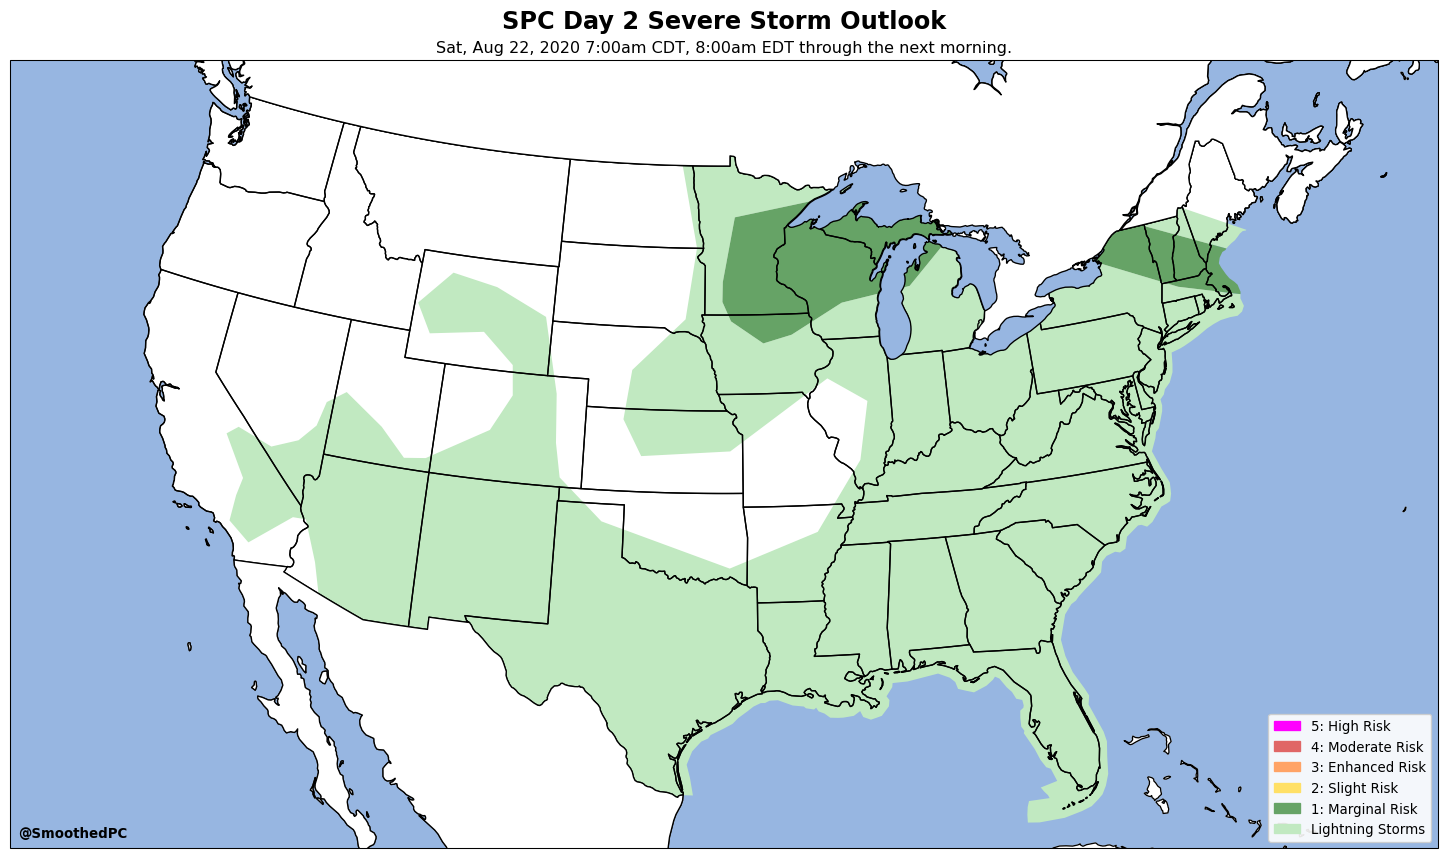 SPC Day 2 Severe Storm Outlook
Sat, Aug 22, 2020 7:00am CDT, 8:00am EDT through the next morning.
5: High Risk
4: Moderate Risk
3: Enhanced Risk
2: Slight Risk
1: Marginal Risk
Lightning Storms
@SmoothedPC